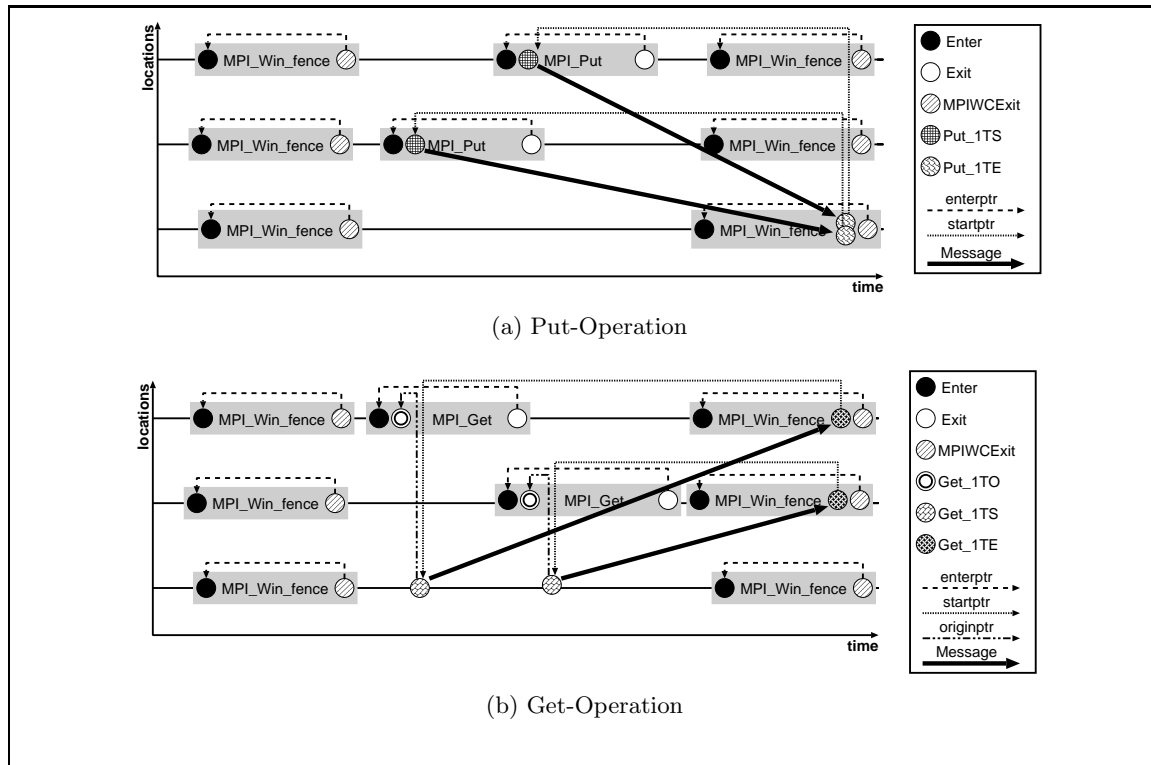 locations
MPI_Win_fence MPI_Put MPI_Win_fence
MPI_Win_fence MPI_Put MPI_Win_fence
MPI_Win_fence MPI_Win_fence
time
Enter
Exit
MPIWCExit
Put_1TS
Put_1TE
enterptr
startptr
Message
(a) Put-Operation
locations
MPI_Win_fence MPI_Get MPI_Win_fence
MPI_Win_fence MPI_Get MPI_Win_fence
MPI_Win_fence MPI_Win_fence
time
Enter
Exit
MPIWCExit
Get_1TO
Get_1TS
Get_1TE
enterptr
startptr
originptr
Message
(b) Get-Operation